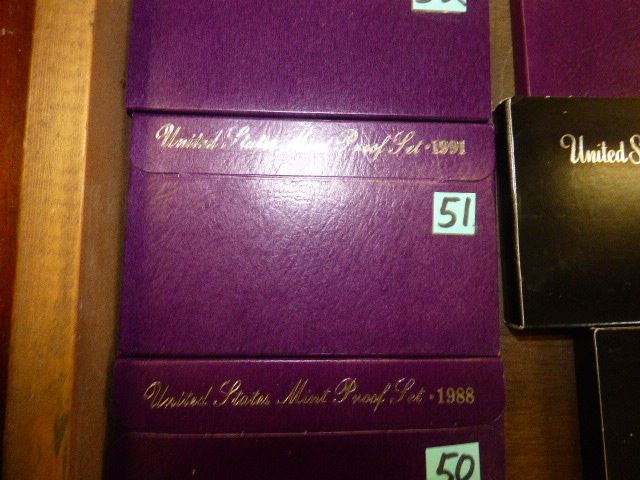 United States Mint Proof Set • 1991
United S
51
United States Mint Proof Set • 1988
50